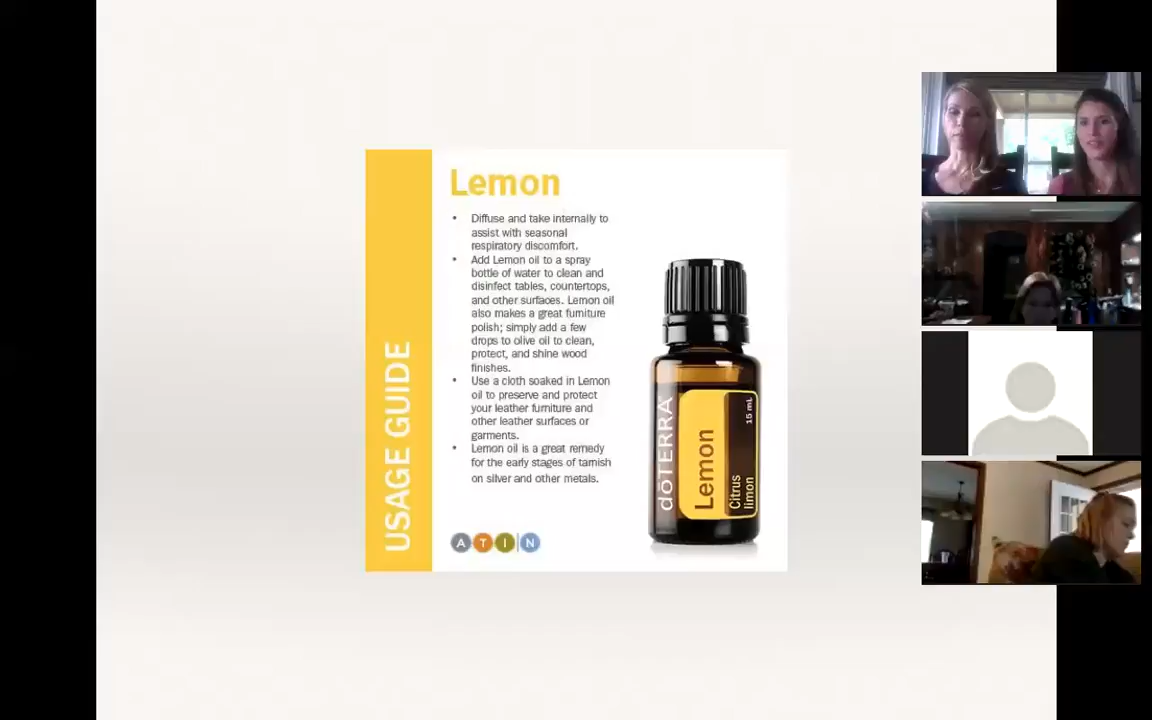 Lemon
• Diffuse and take internally to
assist with seasonal
respiratory discomfort.
• Add Lemon oil to a spray
bottle of water to clean and
disinfect tables, countertops,
and other surfaces. Lemon oil
also makes a great furniture
polish; simply add a few
drops to olive oil to clean,
protect, and shine wood
finishes.
• Use a cloth soaked in Lemon
oil to preserve and protect
your leather furniture and
other leather surfaces or
garments.
• Lemon oil is a great remedy
for the early stages of tarnish
on silver and other metals.
A T I N
USAGE GUIDE
dōTERRA
Lemon
Citrus
limon
15 mL